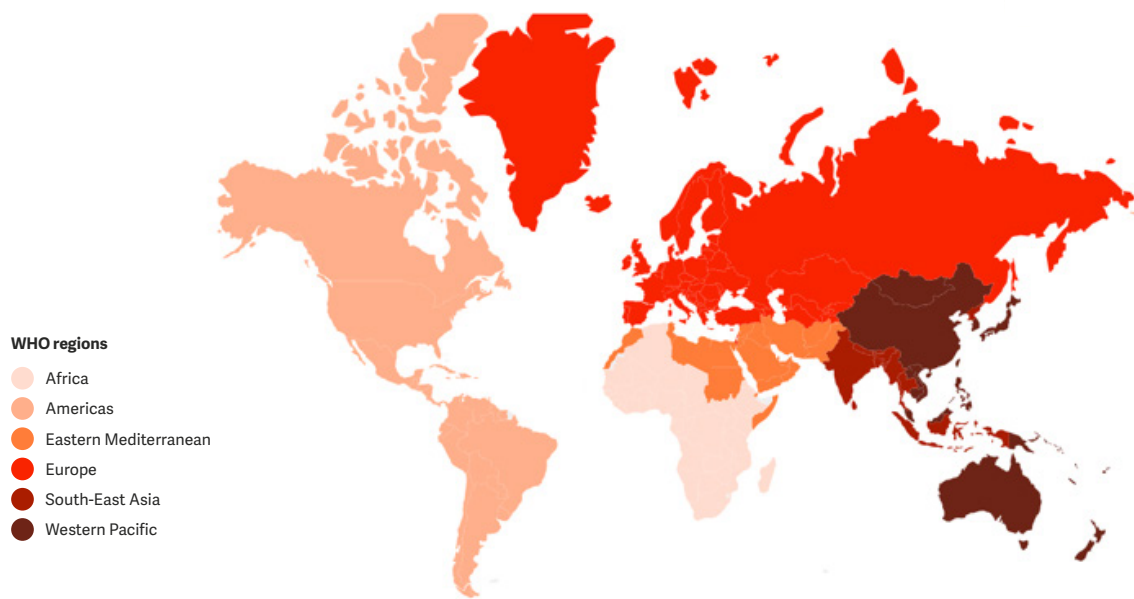 WHO regions
Africa
Americas
Eastern Mediterranean
Europe
South-East Asia
Western Pacific